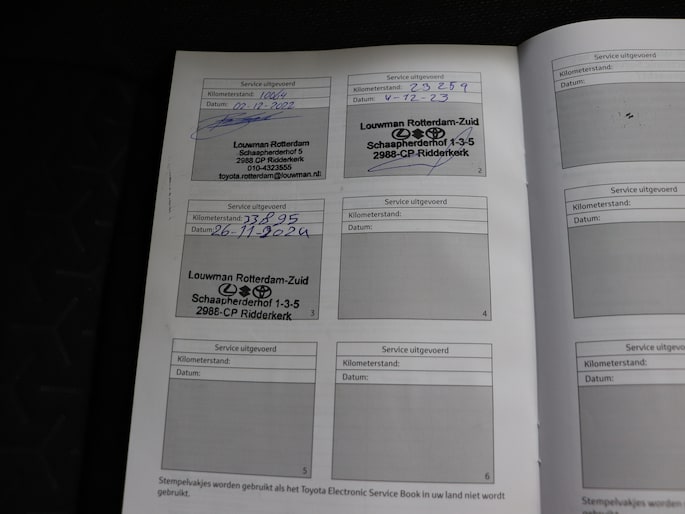 Service uitgevoerd
Kilometerstand: 10064
Datum: 02-12-2022
Louwman Rotterdam
Schaapherderhof 5
2988 CP Ridderkerk
010-4323555
toyota.rotterdam@louwman.nl
Service uitgevoerd
Kilometerstand: 23259
Datum: 4-12-23
Louwman Rotterdam-Zuid
Schaapherderhof 1-3-5
2988-CP Ridderkerk
2
Service uitgevoerd
Kilometerstand: 33895
Datum: 26-11-2024
Louwman Rotterdam-Zuid
Schaapherderhof 1-3-5
2988-CP Ridderkerk
3
Service uitgevoerd
Kilometerstand:
Datum:
4
Service uitgevoerd
Kilometerstand:
Datum:
5
Service uitgevoerd
Kilometerstand:
Datum:
6
Stempelvakjes worden gebruikt als het Toyota Electronic Service Book in uw land niet wordt
gebruikt.
Service uitgevoerd
Kilometerstand:
Datum:
Service uitgevoerd
Kilometerstand:
Datum:
Service uitgevo
Kilometerstand:
Datum:
Stempelvakjes worden
gebruikt.